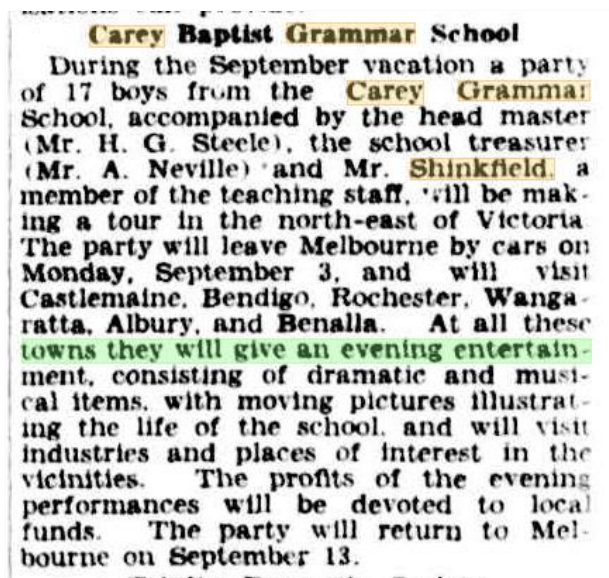 Carey Baptist Grammar School
During the September vacation a party
of 17 boys from the Carey Grammar
School, accompanied by the head master
(Mr. H. G. Steele), the school treasurer
(Mr. A. Neville) and Mr. Shinkfield, a
member of the teaching staff, will be mak-
ing a tour in the north-east of Victoria
The party will leave Melbourne by cars on
Monday, September 3, and will visit
Castlemaine, Bendigo, Rochester, Wanga-
ratta, Albury, and Benalla. At all these
towns they will give an evening entertain-
ment, consisting of dramatic and musi-
cal items, with moving pictures illustrat-
ing the life of the school, and will visit
industries and places of interest in the
vicinities. The profits of the evening
performances will be devoted to local
funds. The party will return to Mel-
bourne on September 13.